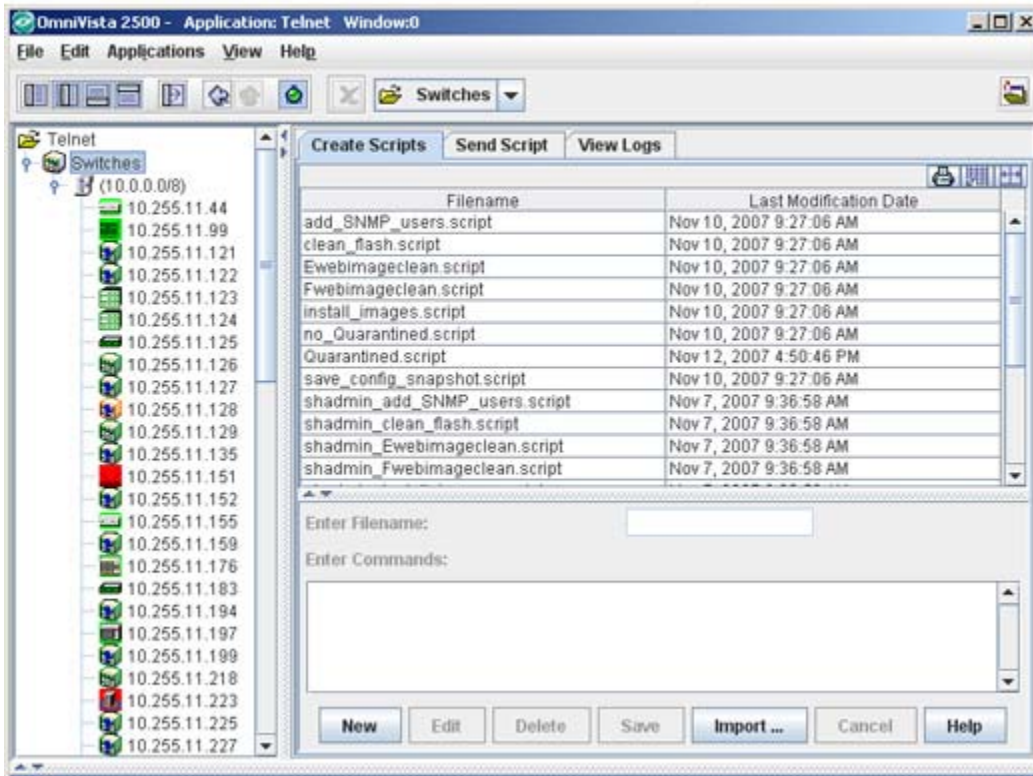 OmniVista 2500 - Application: Telnet Window:0
File Edit Applications View Help
Switches
Telnet
Switches
(10.0.0.0/8)
10.255.11.44
10.255.11.99
10.255.11.121
10.255.11.122
10.255.11.123
10.255.11.124
10.255.11.125
10.255.11.126
10.255.11.127
10.255.11.128
10.255.11.129
10.255.11.135
10.255.11.151
10.255.11.152
10.255.11.155
10.255.11.159
10.255.11.176
10.255.11.183
10.255.11.194
10.255.11.197
10.255.11.199
10.255.11.218
10.255.11.223
10.255.11.225
10.255.11.227
Create Scripts Send Script View Logs
Filename Last Modification Date
add_SNMP_users.script Nov 10, 2007 9:27:06 AM
clean_flash.script Nov 10, 2007 9:27:06 AM
Ewebimageclean.script Nov 10, 2007 9:27:06 AM
Fwebimageclean.script Nov 10, 2007 9:27:06 AM
install_images.script Nov 10, 2007 9:27:06 AM
no_Quarantined.script Nov 10, 2007 9:27:06 AM
Quarantined.script Nov 12, 2007 4:50:46 PM
save_config_snapshot.script Nov 10, 2007 9:27:06 AM
shadmin_add_SNMP_users.script Nov 7, 2007 9:36:58 AM
shadmin_clean_flash.script Nov 7, 2007 9:36:58 AM
shadmin_Ewebimageclean.script Nov 7, 2007 9:36:58 AM
shadmin_Fwebimageclean.script Nov 7, 2007 9:36:58 AM
Enter Filename:
Enter Commands:
New Edit Delete Save Import ... Cancel Help